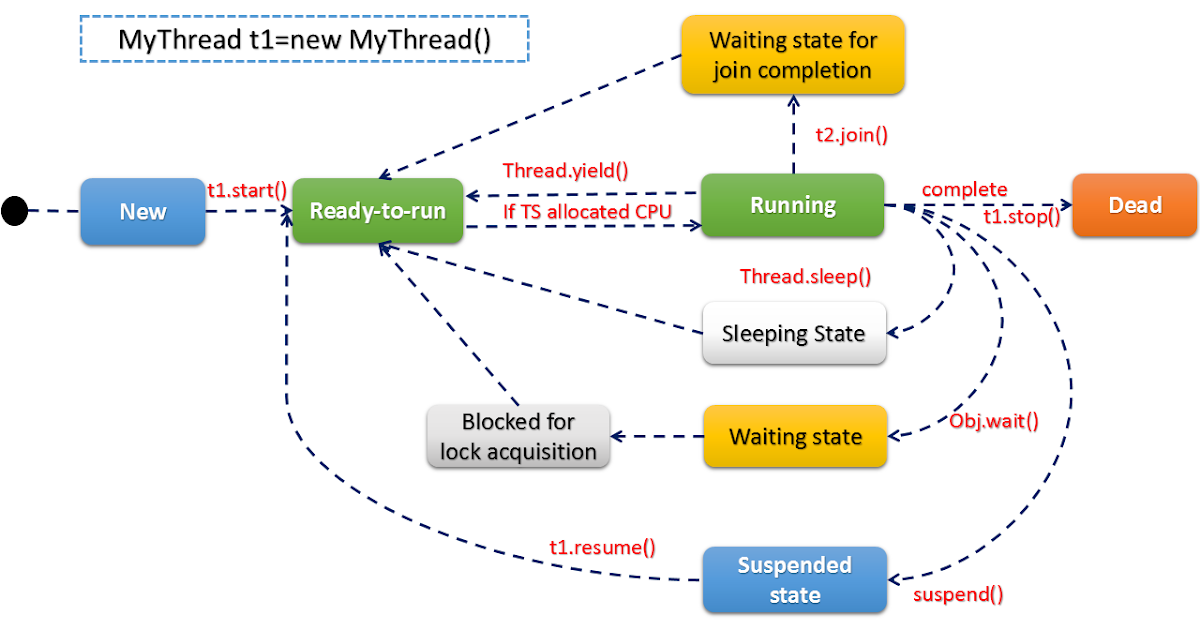 MyThread t1=new MyThread()
Waiting state for
join completion
t2.join()
Thread.yield()
t1.start()
New
Ready-to-run
If TS allocated CPU
Running
complete
t1.stop()
Dead
Thread.sleep()
Sleeping State
Blocked for
lock acquisition
Waiting state
Obj.wait()
t1.resume()
Suspended
state
suspend()